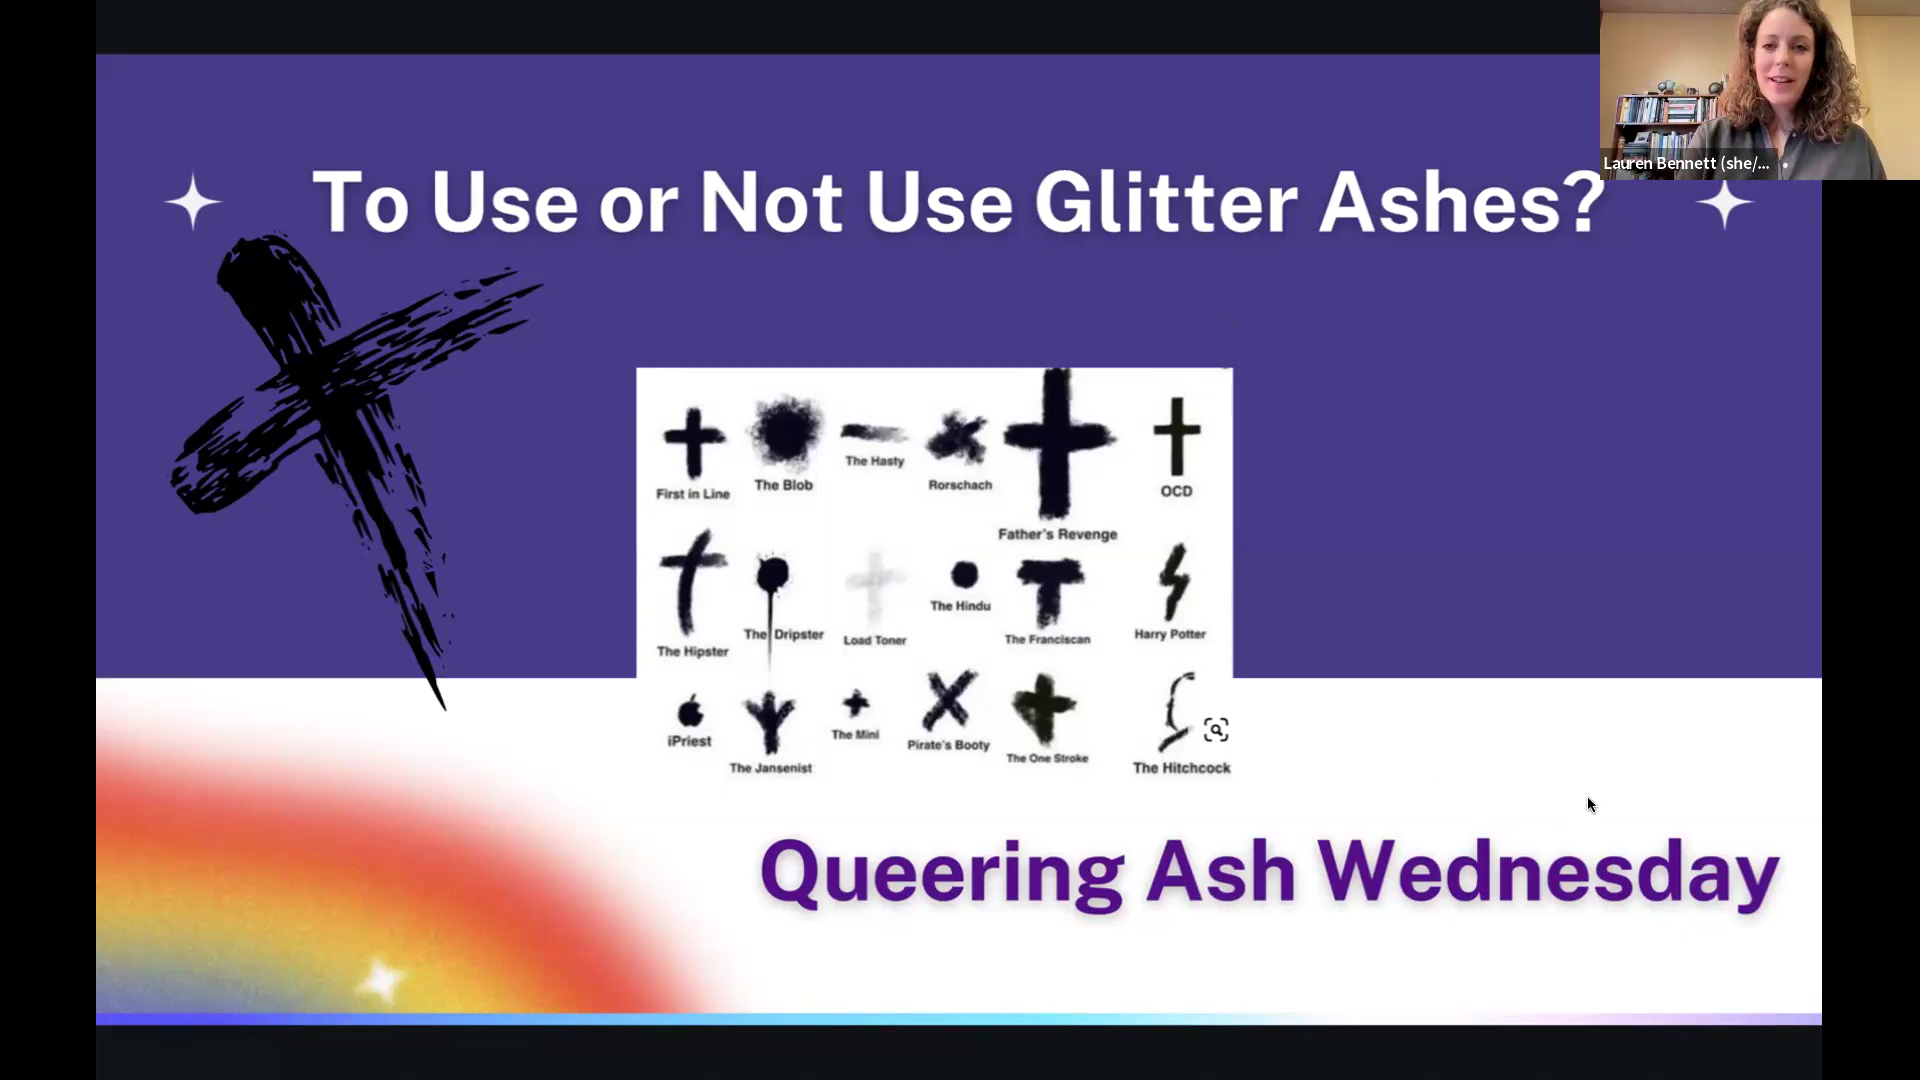 Lauren Bennett (she/...
To Use or Not Use Glitter Ashes?
First in Line
The Blob
The Hasty
Rorschach
Father's Revenge
OCD
The Hipster
The Dripster
Load Toner
The Hindu
The Franciscan
Harry Potter
iPriest
The Jansenist
The Mini
Pirate's Booty
The One Stroke
The Hitchcock
Queering Ash Wednesday